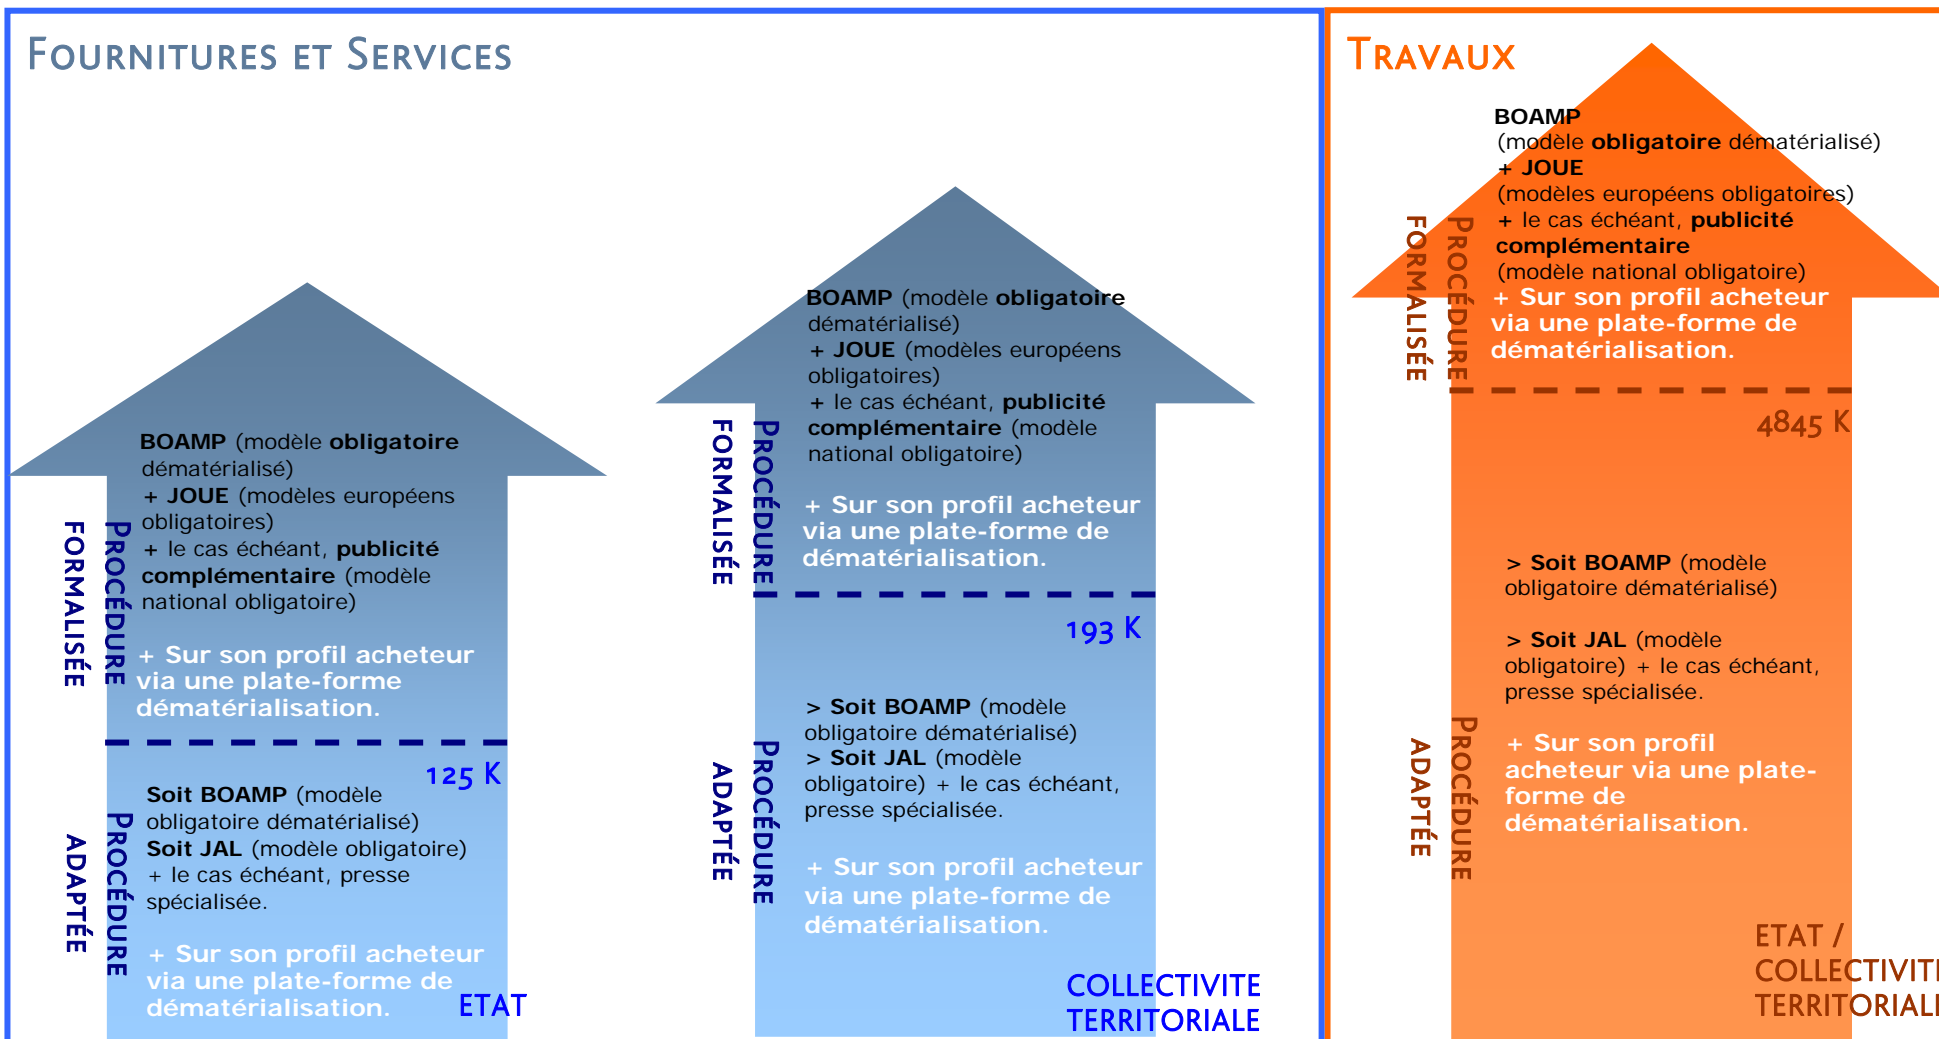 FOURNITURES ET SERVICES
BOAMP (modèle obligatoire
dématérialisé)
+ JOUE (modèles européens
obligatoires)
+ le cas échéant, publicité
complémentaire (modèle
national obligatoire)
+ Sur son profil acheteur
via une plate-forme
dématérialisation.
PROCÉDURE
FORMALISÉE
125 K
Soit BOAMP (modèle
obligatoire dématérialisé)
Soit JAL (modèle obligatoire)
+ le cas échéant, presse
spécialisée.
+ Sur son profil acheteur
via une plate-forme de
dématérialisation.
PROCÉDURE
ADAPTÉE
ETAT
BOAMP (modèle obligatoire
dématérialisé)
+ JOUE (modèles européens
obligatoires)
+ le cas échéant, publicité
complémentaire (modèle
national obligatoire)
+ Sur son profil acheteur
via une plate-forme de
dématérialisation.
PROCÉDURE
FORMALISÉE
193 K
> Soit BOAMP (modèle
obligatoire dématérialisé)
> Soit JAL (modèle
obligatoire) + le cas échéant,
presse spécialisée.
+ Sur son profil acheteur
via une plate-forme de
dématérialisation.
PROCÉDURE
ADAPTÉE
COLLECTIVITE
TERRITORIALE
TRAVAUX
BOAMP
(modèle obligatoire dématérialisé)
+ JOUE
(modèles européens obligatoires)
+ le cas échéant, publicité
complémentaire
(modèle national obligatoire)
+ Sur son profil acheteur
via une plate-forme de
dématérialisation.
PROCÉDURE
FORMALISÉE
4845 K
> Soit BOAMP (modèle
obligatoire dématérialisé)
> Soit JAL (modèle
obligatoire) + le cas échéant,
presse spécialisée.
+ Sur son profil
acheteur via une plate-
forme de
dématérialisation.
PROCÉDURE
ADAPTÉE
ETAT /
COLLECTIVITE
TERRITORIALE